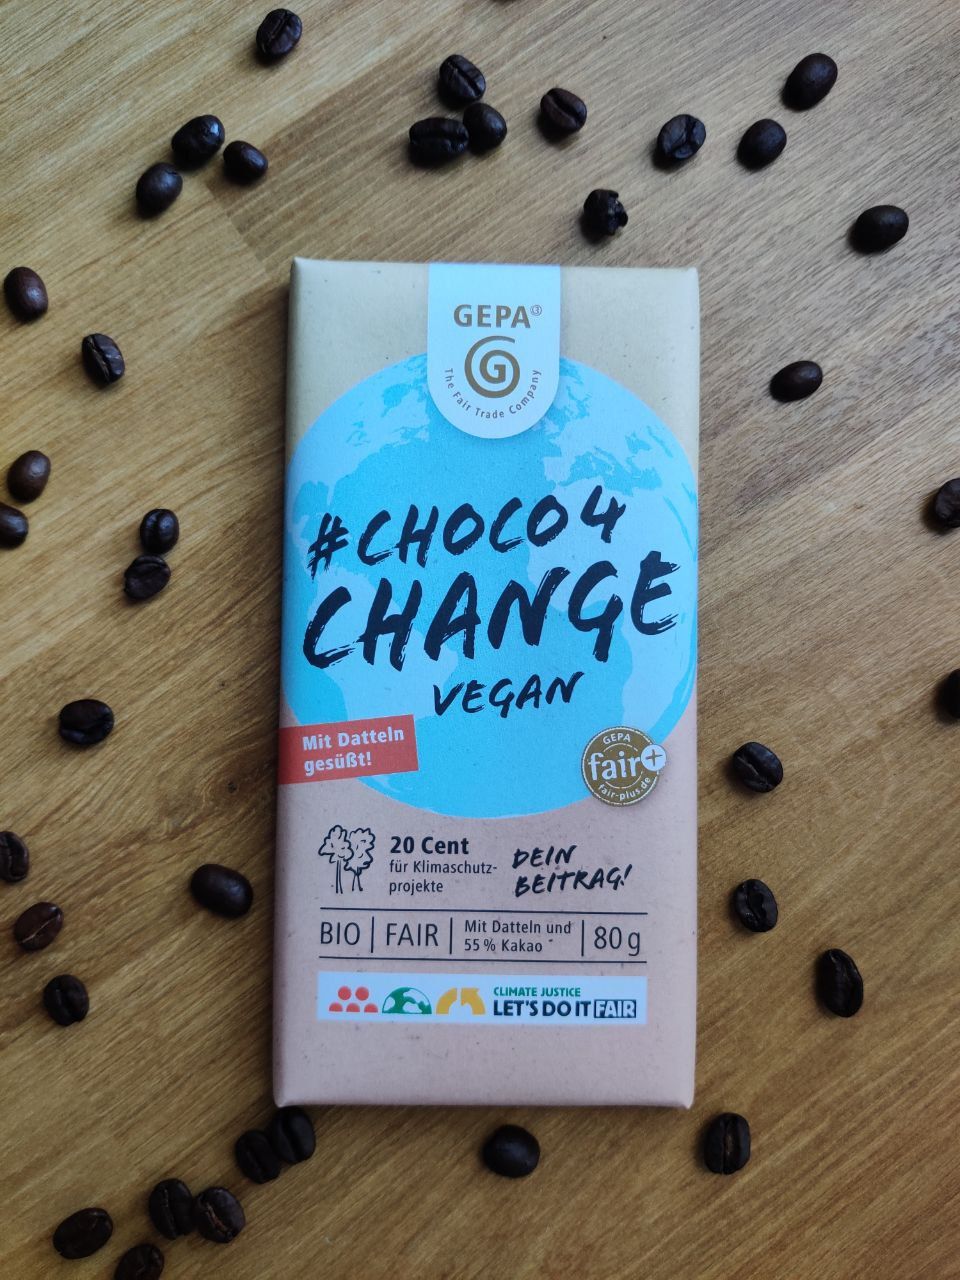 GEPA③
The Fair Trade Company
#CHOCO4
CHANGE
VEGAN
Mit Datteln
gesüßt!
GEPA
fair+
fair-plus.de
20 Cent
für Klimaschutz-
projekte
DEIN
BEITRAG!
BIO | FAIR | Mit Datteln und
55 % Kakao | 80 g
CLIMATE JUSTICE
LET'S DO IT FAIR